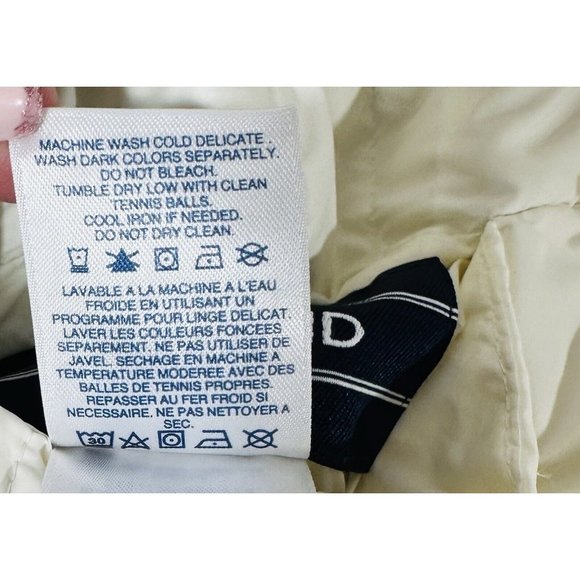 MACHINE WASH COLD DELICATE.
WASH DARK COLORS SEPARATELY.
DO NOT BLEACH.
TUMBLE DRY LOW WITH CLEAN
TENNIS BALLS.
COOL IRON IF NEEDED.
DO NOT DRY CLEAN.
LAVABLE A LA MACHINE A L'EAU
FROIDE EN UTILISANT UN
PROGRAMME POUR LINGE DELICAT.
LAVER LES COULEURS FONCEES
SEPAREMENT. NE PAS UTILISER DE
JAVEL. SECHAGE EN MACHINE A
TEMPERATURE MODEREE AVEC DES
BALLES DE TENNIS PROPRES.
REPASSER AU FER FROID SI
NECESSAIRE. NE PAS NETTOYER A
SEC.
30
D